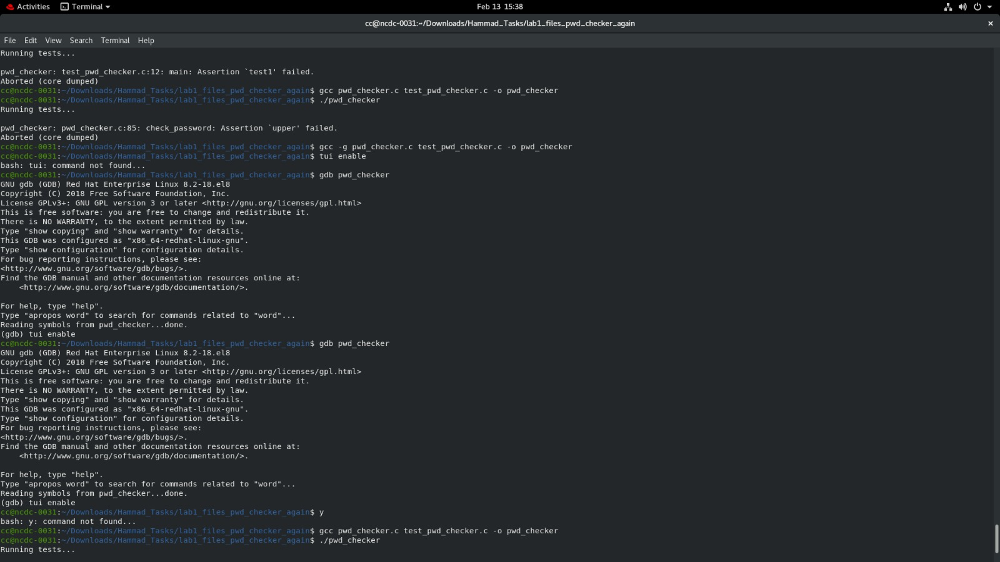 Activities Terminal Feb 13 15:38
cc@ncdc-0031:~/Downloads/Hammad_Tasks/lab1_files_pwd_checker_again ×
File Edit View Search Terminal Help
Running tests...
pwd_checker: test_pwd_checker.c:12: main: Assertion `test1' failed.
Aborted (core dumped)
cc@ncdc-0031:~/Downloads/Hammad_Tasks/lab1_files_pwd_checker_again$ gcc pwd_checker.c test_pwd_checker.c -o pwd_checker
cc@ncdc-0031:~/Downloads/Hammad_Tasks/lab1_files_pwd_checker_again$ ./pwd_checker
Running tests...
pwd_checker: pwd_checker.c:85: check_password: Assertion `upper' failed.
Aborted (core dumped)
cc@ncdc-0031:~/Downloads/Hammad_Tasks/lab1_files_pwd_checker_again$ gcc -g pwd_checker.c test_pwd_checker.c -o pwd_checker
cc@ncdc-0031:~/Downloads/Hammad_Tasks/lab1_files_pwd_checker_again$ tui enable
bash: tui: command not found...
cc@ncdc-0031:~/Downloads/Hammad_Tasks/lab1_files_pwd_checker_again$ gdb pwd_checker
GNU gdb (GDB) Red Hat Enterprise Linux 8.2-18.el8
Copyright (C) 2018 Free Software Foundation, Inc.
License GPLv3+: GNU GPL version 3 or later <http://gnu.org/licenses/gpl.html>
This is free software: you are free to change and redistribute it.
There is NO WARRANTY, to the extent permitted by law.
Type "show copying" and "show warranty" for details.
This GDB was configured as "x86_64-redhat-linux-gnu".
Type "show configuration" for configuration details.
For bug reporting instructions, please see:
<http://www.gnu.org/software/gdb/bugs/>.
Find the GDB manual and other documentation resources online at:
    <http://www.gnu.org/software/gdb/documentation/>.
For help, type "help".
Type "apropos word" to search for commands related to "word"...
Reading symbols from pwd_checker...done.
(gdb) tui enable
cc@ncdc-0031:~/Downloads/Hammad_Tasks/lab1_files_pwd_checker_again$ gdb pwd_checker
GNU gdb (GDB) Red Hat Enterprise Linux 8.2-18.el8
Copyright (C) 2018 Free Software Foundation, Inc.
License GPLv3+: GNU GPL version 3 or later <http://gnu.org/licenses/gpl.html>
This is free software: you are free to change and redistribute it.
There is NO WARRANTY, to the extent permitted by law.
Type "show copying" and "show warranty" for details.
This GDB was configured as "x86_64-redhat-linux-gnu".
Type "show configuration" for configuration details.
For bug reporting instructions, please see:
<http://www.gnu.org/software/gdb/bugs/>.
Find the GDB manual and other documentation resources online at:
    <http://www.gnu.org/software/gdb/documentation/>.
For help, type "help".
Type "apropos word" to search for commands related to "word"...
Reading symbols from pwd_checker...done.
(gdb) tui enable
cc@ncdc-0031:~/Downloads/Hammad_Tasks/lab1_files_pwd_checker_again$ y
bash: y: command not found...
cc@ncdc-0031:~/Downloads/Hammad_Tasks/lab1_files_pwd_checker_again$ gcc pwd_checker.c test_pwd_checker.c -o pwd_checker
cc@ncdc-0031:~/Downloads/Hammad_Tasks/lab1_files_pwd_checker_again$ ./pwd_checker
Running tests...